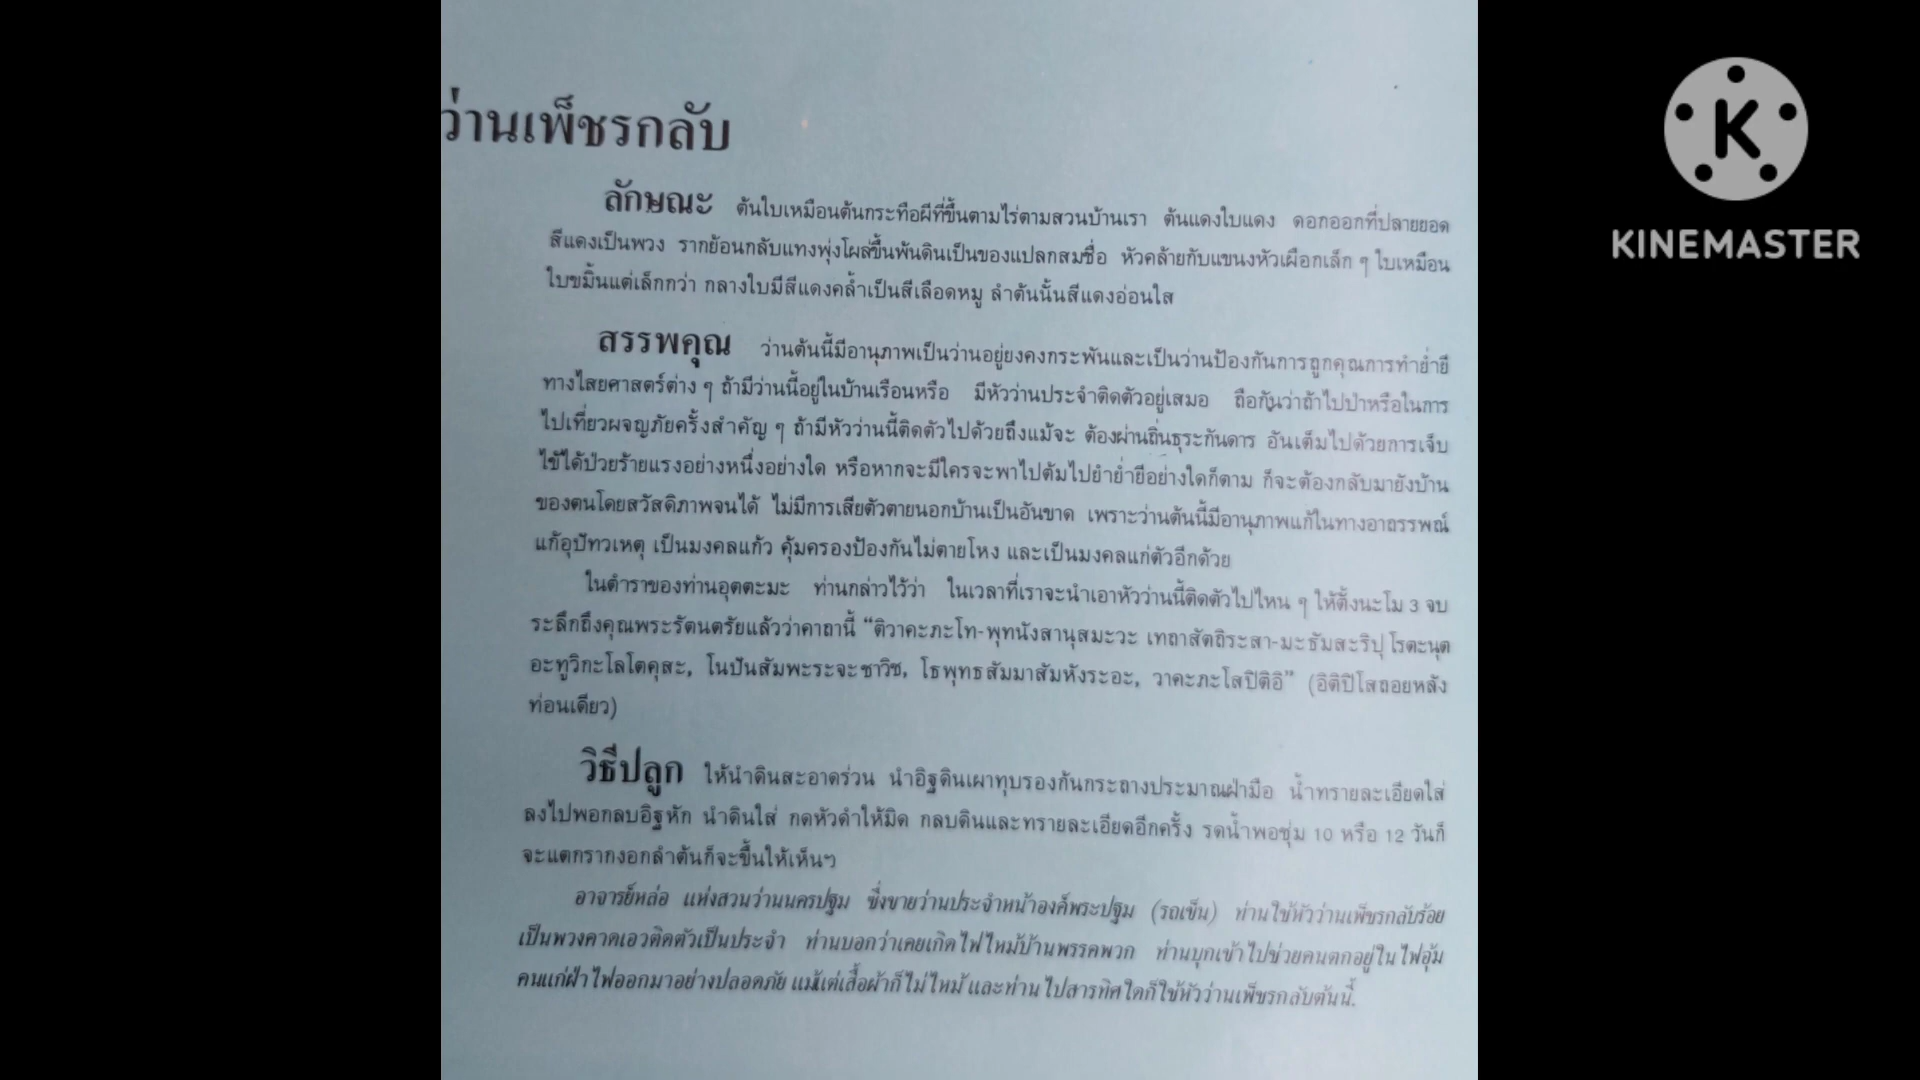 ว่านเพ็ชรกลับ
ลักษณะ ต้นใบเหมือนต้นกระทือผีที่ขึ้นตามไร่ตามสวนบ้านเรา ต้นแดงใบแดง ดอกออกที่ปลายยอด
สีแดงเป็นพวง รากย้อนกลับแทงพุ่งโผล่ขึ้นพ้นดินเป็นของแปลกสมชื่อ หัวคล้ายกับแขนงหัวเผือกเล็ก ๆ ใบเหมือน
ใบขมิ้นแต่เล็กกว่า กลางใบมีสีแดงคล้ำเป็นสีเลือดหมู ลำต้นนั้นสีแดงอ่อนใส
สรรพคุณ ว่านต้นนี้มีอานุภาพเป็นว่านอยู่ยงคงกระพันและเป็นว่านป้องกันการถูกคุณการทำย่ำยี
ทางไสยศาสตร์ต่าง ๆ ถ้ามีว่านนี้อยู่ในบ้านเรือนหรือ มีหัวว่านประจำติดตัวอยู่เสมอ ถือกันว่าถ้าไปป่าหรือในการ
ไปเที่ยวผจญภัยครั้งสำคัญ ๆ ถ้ามีหัวว่านนี้ติดตัวไปด้วยถึงแม้จะ ต้องผ่านถิ่นธุระกันดาร อันเต็มไปด้วยการเจ็บ
ไข้ได้ป่วยร้ายแรงอย่างหนึ่งอย่างใด หรือหากจะมีใครจะพาไปต้มไปยำย่ำยีอย่างใดก็ตาม ก็จะต้องกลับมายังบ้าน
ของตนโดยสวัสดิภาพจนได้ ไม่มีการเสียตัวตายนอกบ้านเป็นอันขาด เพราะว่านต้นนี้มีอานุภาพแก้ในทางอาถรรพณ์
แก้อุปัทวเหตุ เป็นมงคลแก้ว คุ้มครองป้องกันไม่ตายโหง และเป็นมงคลแก่ตัวอีกด้วย
ในตำราของท่านอุตตะมะ ท่านกล่าวไว้ว่า ในเวลาที่เราจะนำเอาหัวว่านนี้ติดตัวไปไหน ๆ ให้ตั้งนะโม 3 จบ
ระลึกถึงคุณพระรัตนตรัยแล้วว่าคาถานี้ “ติวาคะภะโท-พุทนังสานุสมะวะ เทถาสัตถิระสา-มะธัมสะริปุ โรตะนุต
อะทูวิกะโลโตคุสะ, โนปันสัมพะระจะชาวิช, โธพุทธสัมมาสัมหังระอะ, วาคะภะโสปิติอิ” (อิติปิโสถอยหลัง
ท่อนเดียว)
วิธีปลูก ให้นำดินสะอาดร่วน นำอิฐดินเผาทุบรองก้นกระถางประมาณฝ่ามือ น้ำทรายละเอียดใส่
ลงไปพอกลบอิฐหัก นำดินใส่ กดหัวดำให้มิด กลบดินและทรายละเอียดอีกครั้ง รดน้ำพอชุ่ม 10 หรือ 12 วันก็
จะแตกรากงอกลำต้นก็จะขึ้นให้เห็นฯ
อาจารย์หล่อ แห่งสวนว่านนครปฐม ซึ่งขายว่านประจำหน้าองค์พระปฐม (รถเข็น) ท่านใช้หัวว่านเพ็ชรกลับร้อย
เป็นพวงคาดเอวติดตัวเป็นประจำ ท่านบอกว่าเคยเกิดไฟไหม้บ้านพรรคพวก ท่านบุกเข้าไปช่วยคนตกอยู่ในไฟอุ้ม
คนแก่ฝ่าไฟออกมาอย่างปลอดภัย แม้แต่เสื้อผ้าก็ไม่ไหม้ และท่านไปสารทิศใดก็ใช้หัวว่านเพ็ชรกลับต้นนี้.
K
KINEMASTER